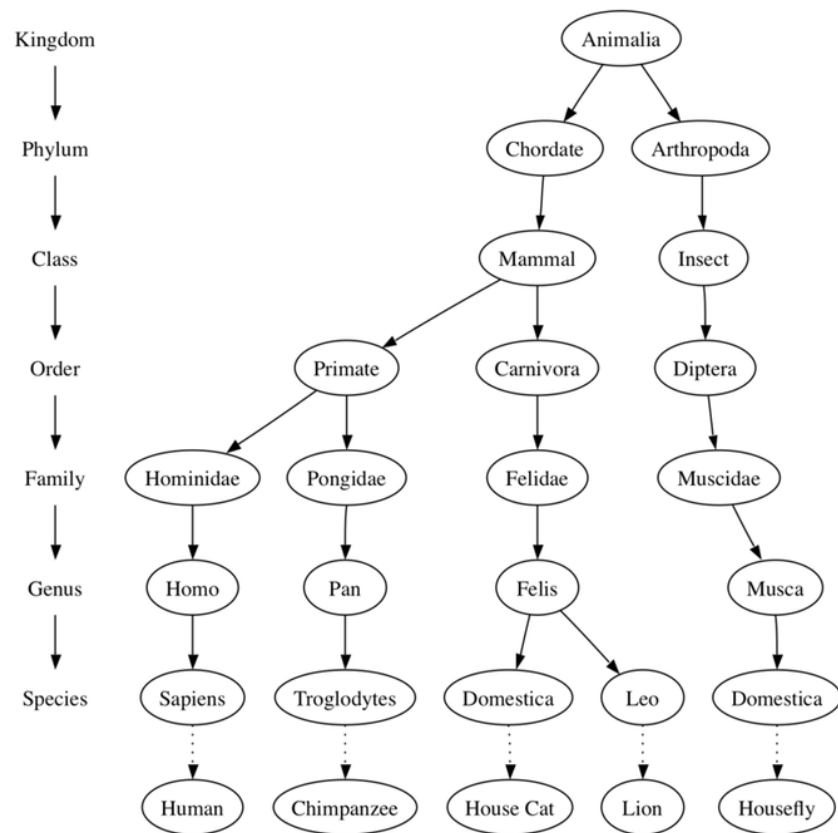 Kingdom Animalia
Phylum Chordate Arthropoda
Class Mammal Insect
Order Primate Carnivora Diptera
Family Hominidae Pongidae Felidae Muscidae
Genus Homo Pan Felis Musca
Species Sapiens Troglodytes Domestica Leo Domestica
Human Chimpanzee House Cat Lion Housefly